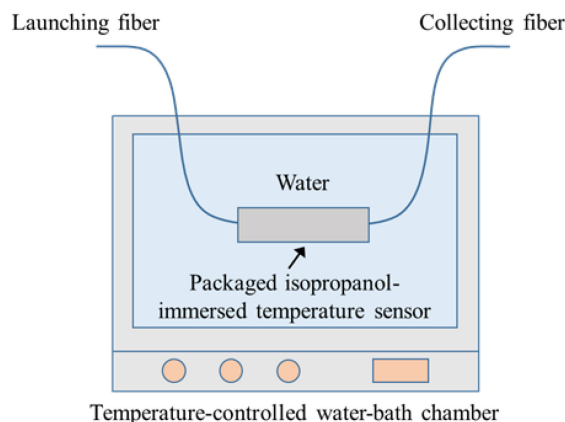 Launching fiber
Collecting fiber
Water
Packaged isopropanol-
immersed temperature sensor
Temperature-controlled water-bath chamber